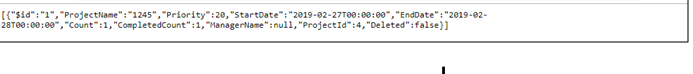 [{"$id":"1","ProjectName":"1245","Priority":20,"StartDate":"2019-02-27T00:00:00","EndDate":"2019-02-
28T00:00:00","Count":1,"CompletedCount":1,"ManagerName":null,"ProjectId":4,"Deleted":false}]